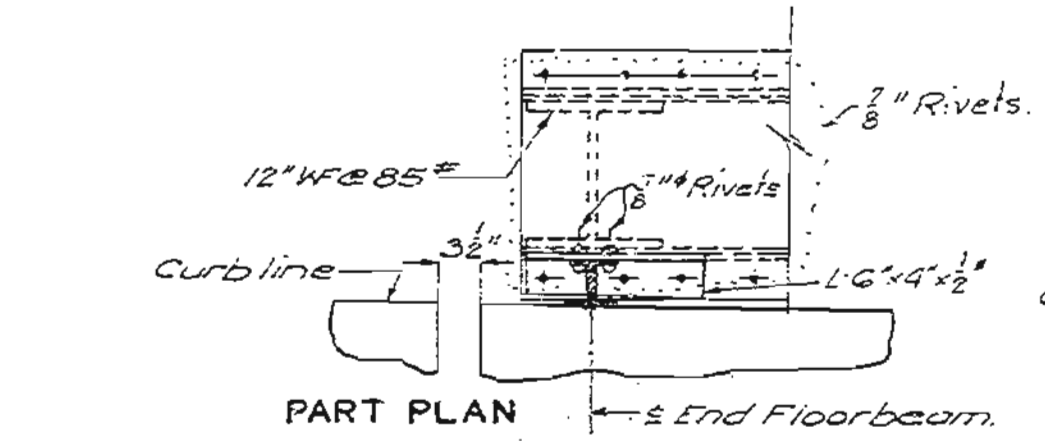 7/8" Rivets.
12" WF @ 85#
7/8"ϕ Rivets
3 1/2"
Curb line
L-6"x4"x1/2"
PART PLAN
℄ End Floorbeam.